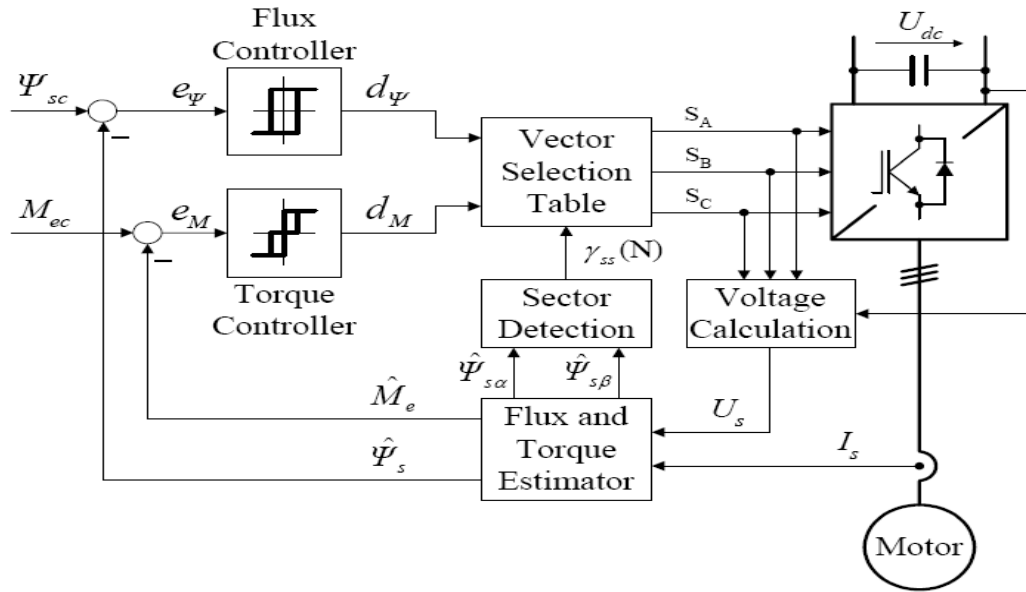 Flux
Controller
U_dc
Ψ_sc
e_Ψ
d_Ψ
Vector
Selection
Table
S_A
S_B
S_C
M_ec
e_M
d_M
Torque
Controller
γ_ss(N)
Sector
Detection
Voltage
Calculation
Ψ̂_sα
Ψ̂_sβ
M̂_e
Flux and
Torque
Estimator
U_s
Ψ̂_s
I_s
Motor